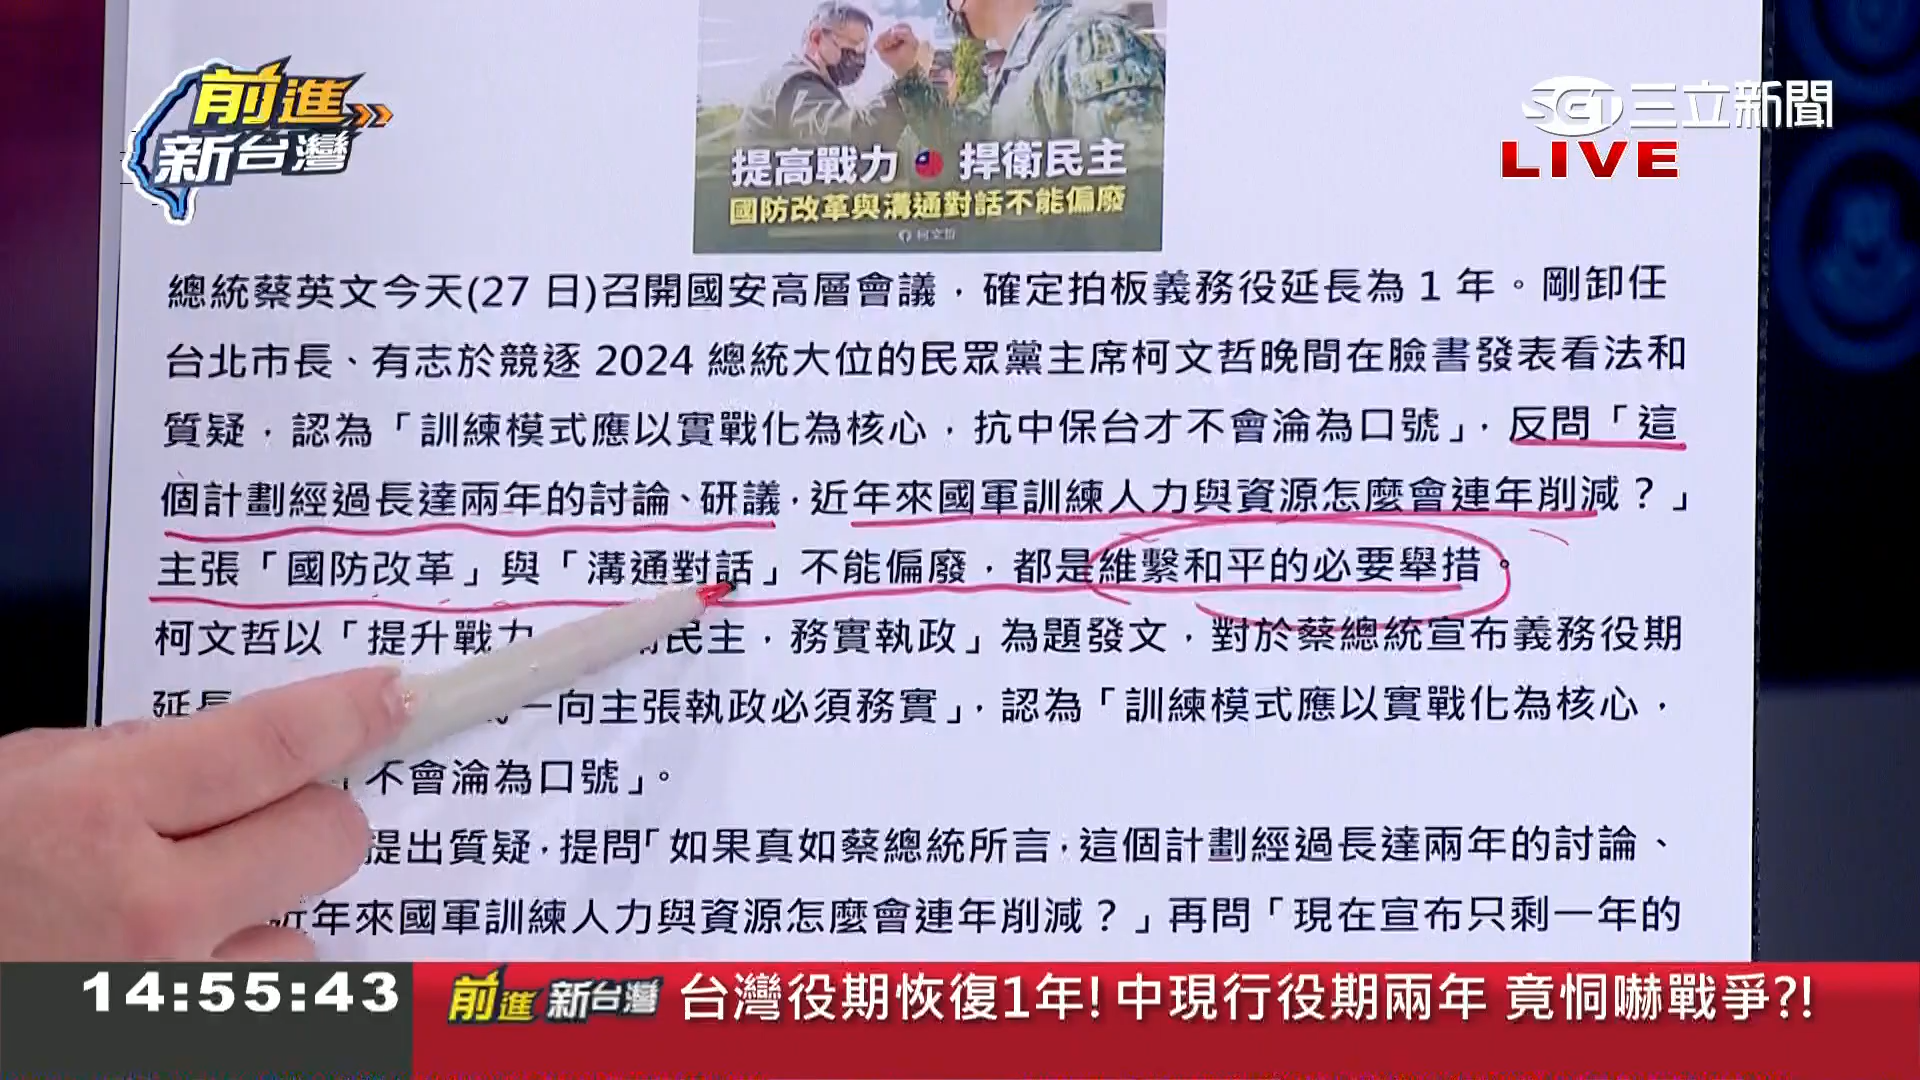 前進
新台灣
SET三立新聞
LIVE
提高戰力 捍衛民主
國防改革與溝通對話不能偏廢
柯文哲
總統蔡英文今天(27 日)召開國安高層會議，確定拍板義務役延長為 1 年。剛卸任
台北市長、有志於競逐 2024 總統大位的民眾黨主席柯文哲晚間在臉書發表看法和
質疑，認為「訓練模式應以實戰化為核心，抗中保台才不會淪為口號」，反問「這
個計劃經過長達兩年的討論、研議，近年來國軍訓練人力與資源怎麼會連年削減？」
主張「國防改革」與「溝通對話」不能偏廢，都是維繫和平的必要舉措。
柯文哲以「提升戰力 民主，務實執政」為題發文，對於蔡總統宣布義務役期
延長 一向主張執政必須務實」，認為「訓練模式應以實戰化為核心，
不會淪為口號」。
提出質疑，提問「如果真如蔡總統所言，這個計劃經過長達兩年的討論、
近年來國軍訓練人力與資源怎麼會連年削減？」再問「現在宣布只剩一年的
14:55:43 前進新台灣 台灣役期恢復1年!中現行役期兩年 竟恫嚇戰爭?!